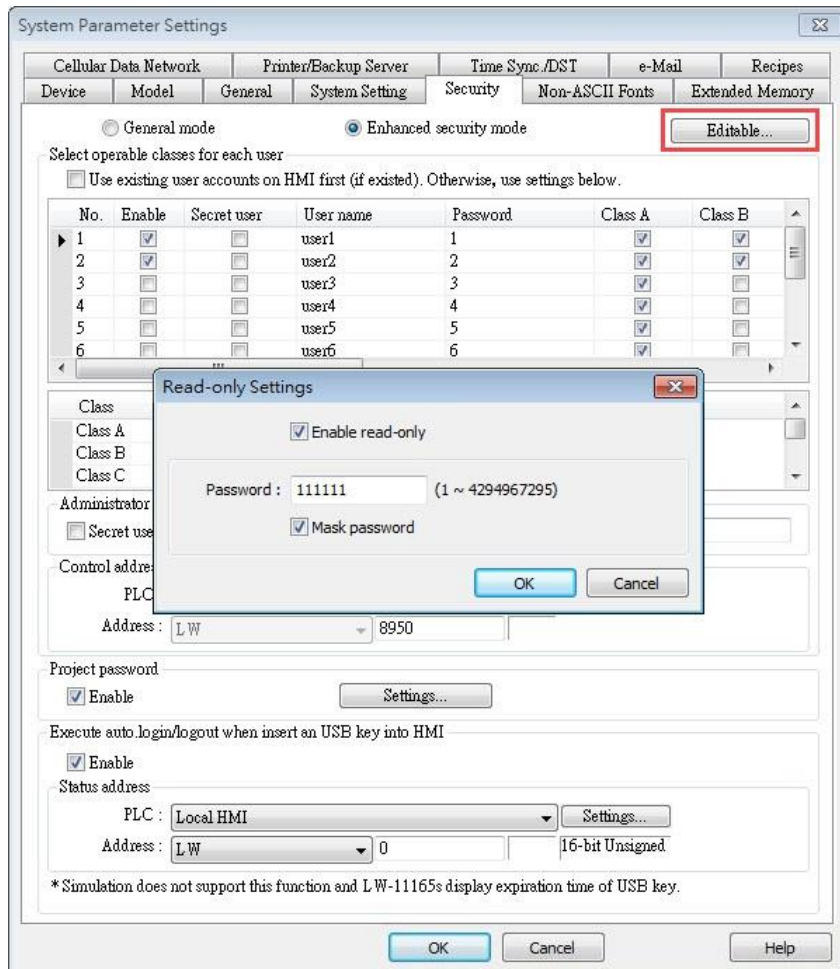 System Parameter Settings
Cellular Data Network Printer/Backup Server Time Sync./DST e-Mail Recipes
Device Model General System Setting Security Non-ASCII Fonts Extended Memory
General mode Enhanced security mode Editable...
Select operable classes for each user
Use existing user accounts on HMI first (if existed). Otherwise, use settings below.
No. Enable Secret user User name Password Class A Class B
1 user1 1
2 user2 2
3 user3 3
4 user4 4
5 user5 5
6 user6 6
Read-only Settings
Class
Enable read-only
Class A
Class B
Class C
Password : 111111 (1 ~ 4294967295)
Administrator
Mask password
Secret use
Control addre
OK Cancel
PLC
Address : LW 8950
Project password
Enable Settings...
Execute auto.login/logout when insert an USB key into HMI
Enable
Status address
PLC : Local HMI Settings...
Address : LW 0 16-bit Unsigned
* Simulation does not support this function and LW-11165s display expiration time of USB key.
OK Cancel Help